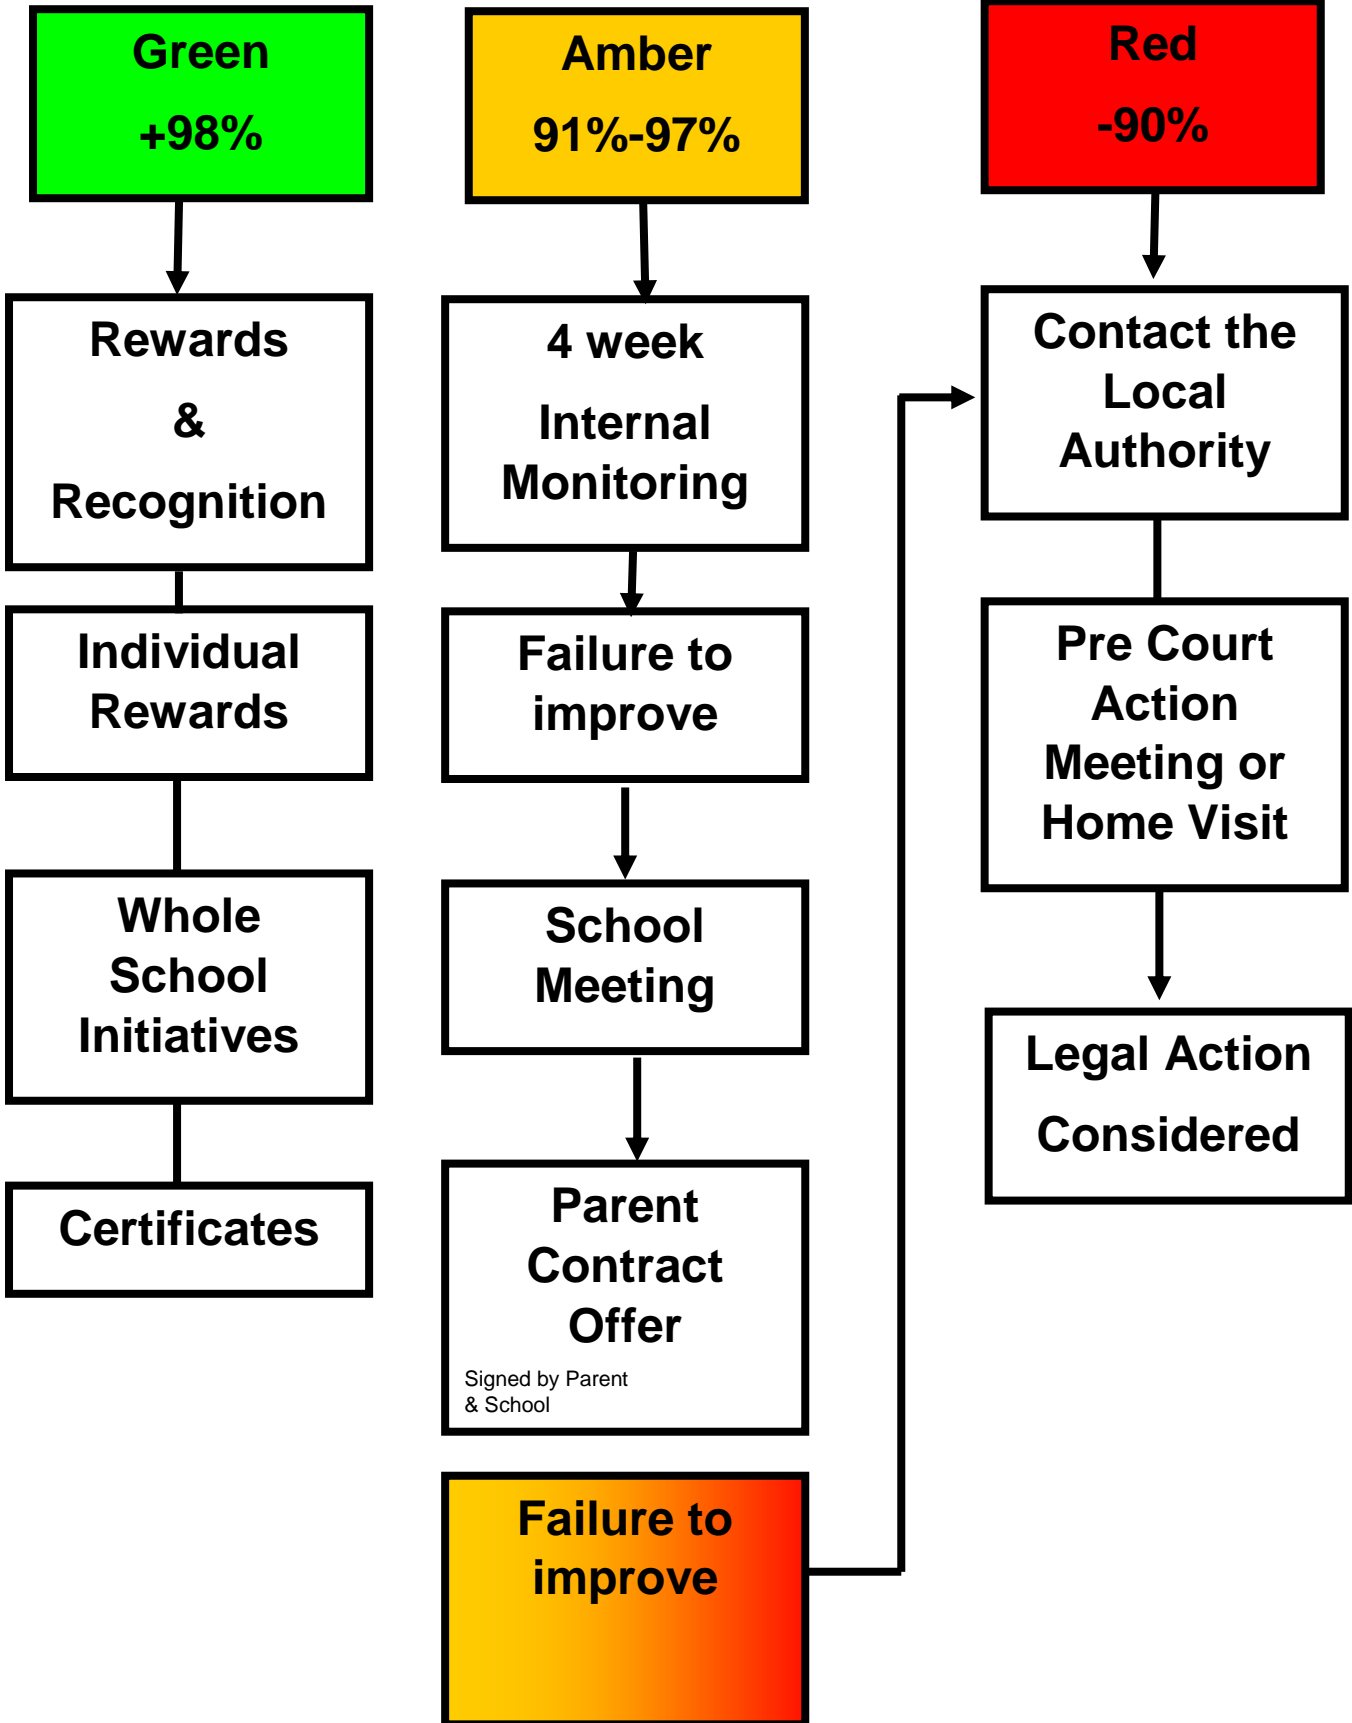 Green
+98%
Rewards
&
Recognition
Individual
Rewards
Whole
School
Initiatives
Certificates
Amber
91%-97%
4 week
Internal
Monitoring
Failure to
improve
School
Meeting
Parent
Contract
Offer
Signed by Parent
& School
Failure to
improve
Red
-90%
Contact the
Local
Authority
Pre Court
Action
Meeting or
Home Visit
Legal Action
Considered